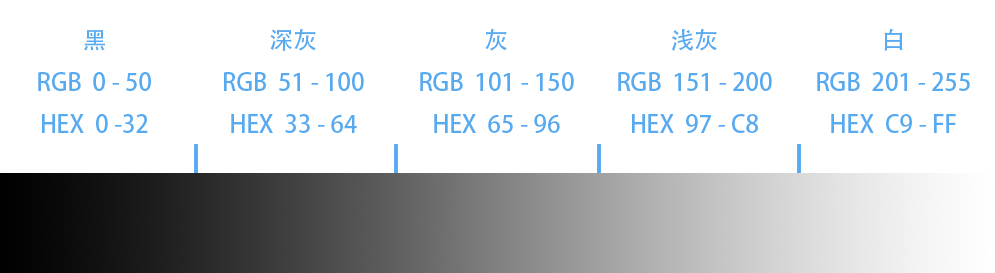 黑 深灰 灰 浅灰 白
RGB 0 - 50 RGB 51 - 100 RGB 101 - 150 RGB 151 - 200 RGB 201 - 255
HEX 0 -32 HEX 33 - 64 HEX 65 - 96 HEX 97 - C8 HEX C9 - FF